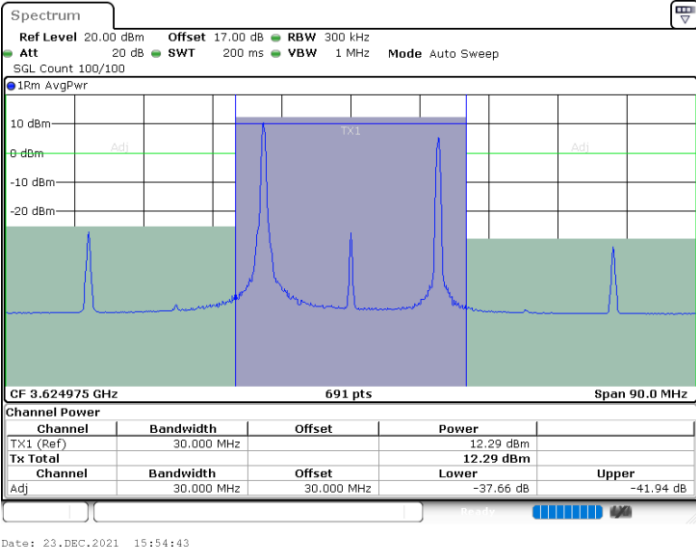 Spectrum
Ref Level 20.00 dBm Offset 17.00 dB RBW 300 kHz
Att 20 dB SWT 200 ms VBW 1 MHz Mode Auto Sweep
SGL Count 100/100
1Rm AvgPwr
10 dBm
TX1
Adj Adj
0 dBm
-10 dBm
-20 dBm
CF 3.624975 GHz 691 pts Span 90.0 MHz
Channel Power
Channel Bandwidth Offset Power
TX1 (Ref) 30.000 MHz 12.29 dBm
Tx Total 12.29 dBm
Channel Bandwidth Offset Lower Upper
Adj 30.000 MHz 30.000 MHz -37.66 dB -41.94 dB
Ready
Date: 23.DEC.2021 15:54:43